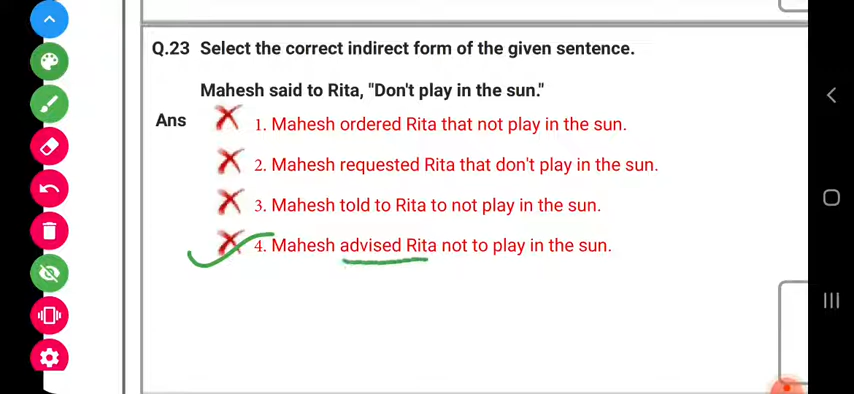 Q.23 Select the correct indirect form of the given sentence.
Mahesh said to Rita, "Don't play in the sun."
Ans
1. Mahesh ordered Rita that not play in the sun.
2. Mahesh requested Rita that don't play in the sun.
3. Mahesh told to Rita to not play in the sun.
4. Mahesh advised Rita not to play in the sun.